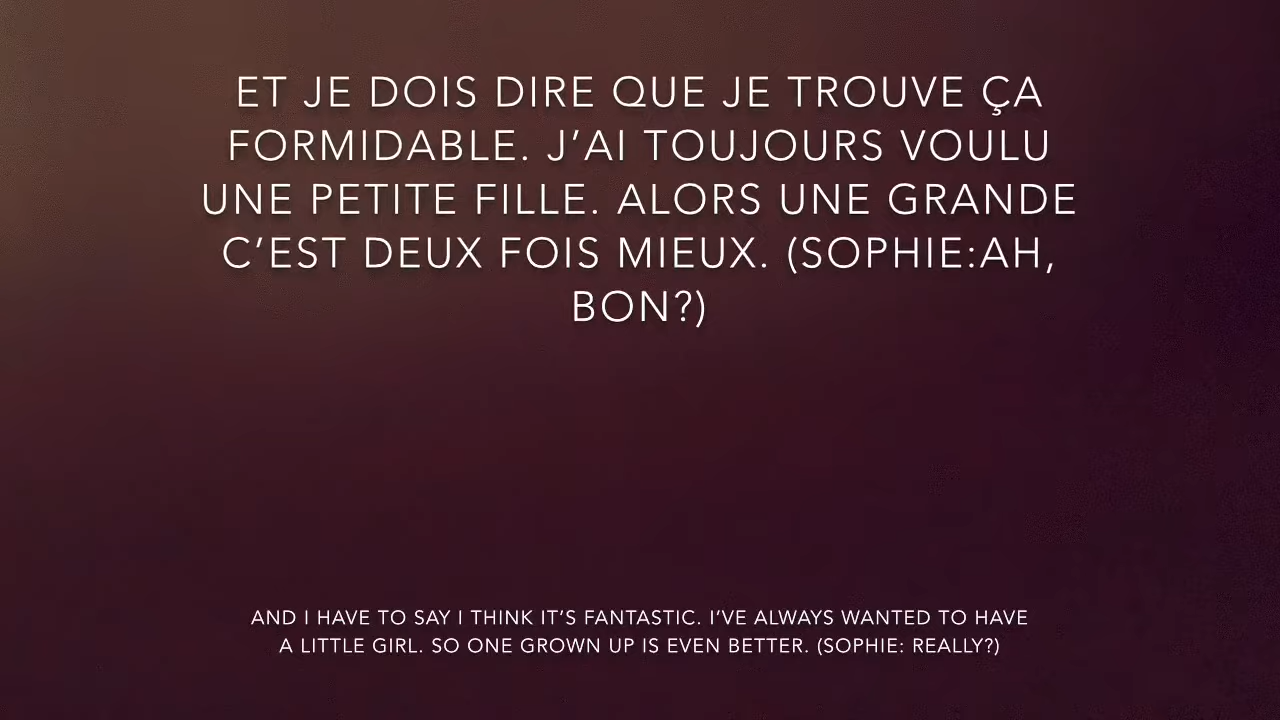 ET JE DOIS DIRE QUE JE TROUVE ÇA
FORMIDABLE. J’AI TOUJOURS VOULU
UNE PETITE FILLE. ALORS UNE GRANDE
C’EST DEUX FOIS MIEUX. (SOPHIE:AH,
BON?)
AND I HAVE TO SAY I THINK IT’S FANTASTIC. I’VE ALWAYS WANTED TO HAVE
A LITTLE GIRL. SO ONE GROWN UP IS EVEN BETTER. (SOPHIE: REALLY?)